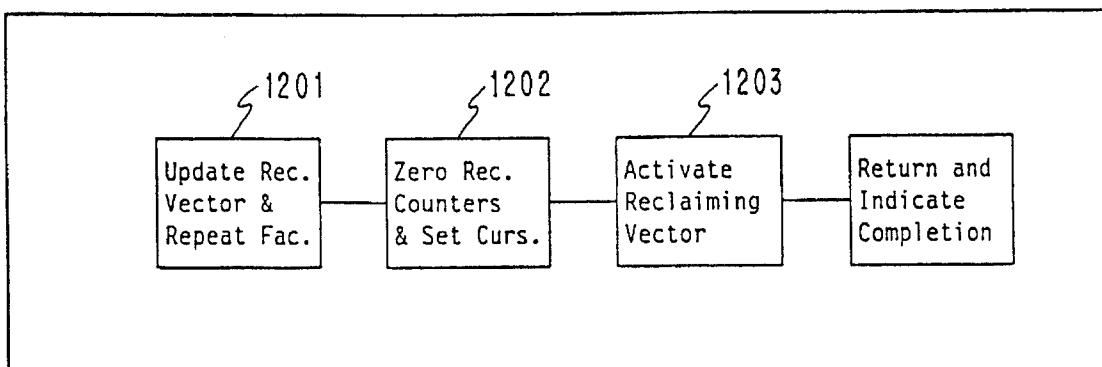 1201
1202
1203
Update Rec.
Vector &
Repeat Fac.
Zero Rec.
Counters
& Set Curs.
Activate
Reclaiming
Vector
Return and
Indicate
Completion